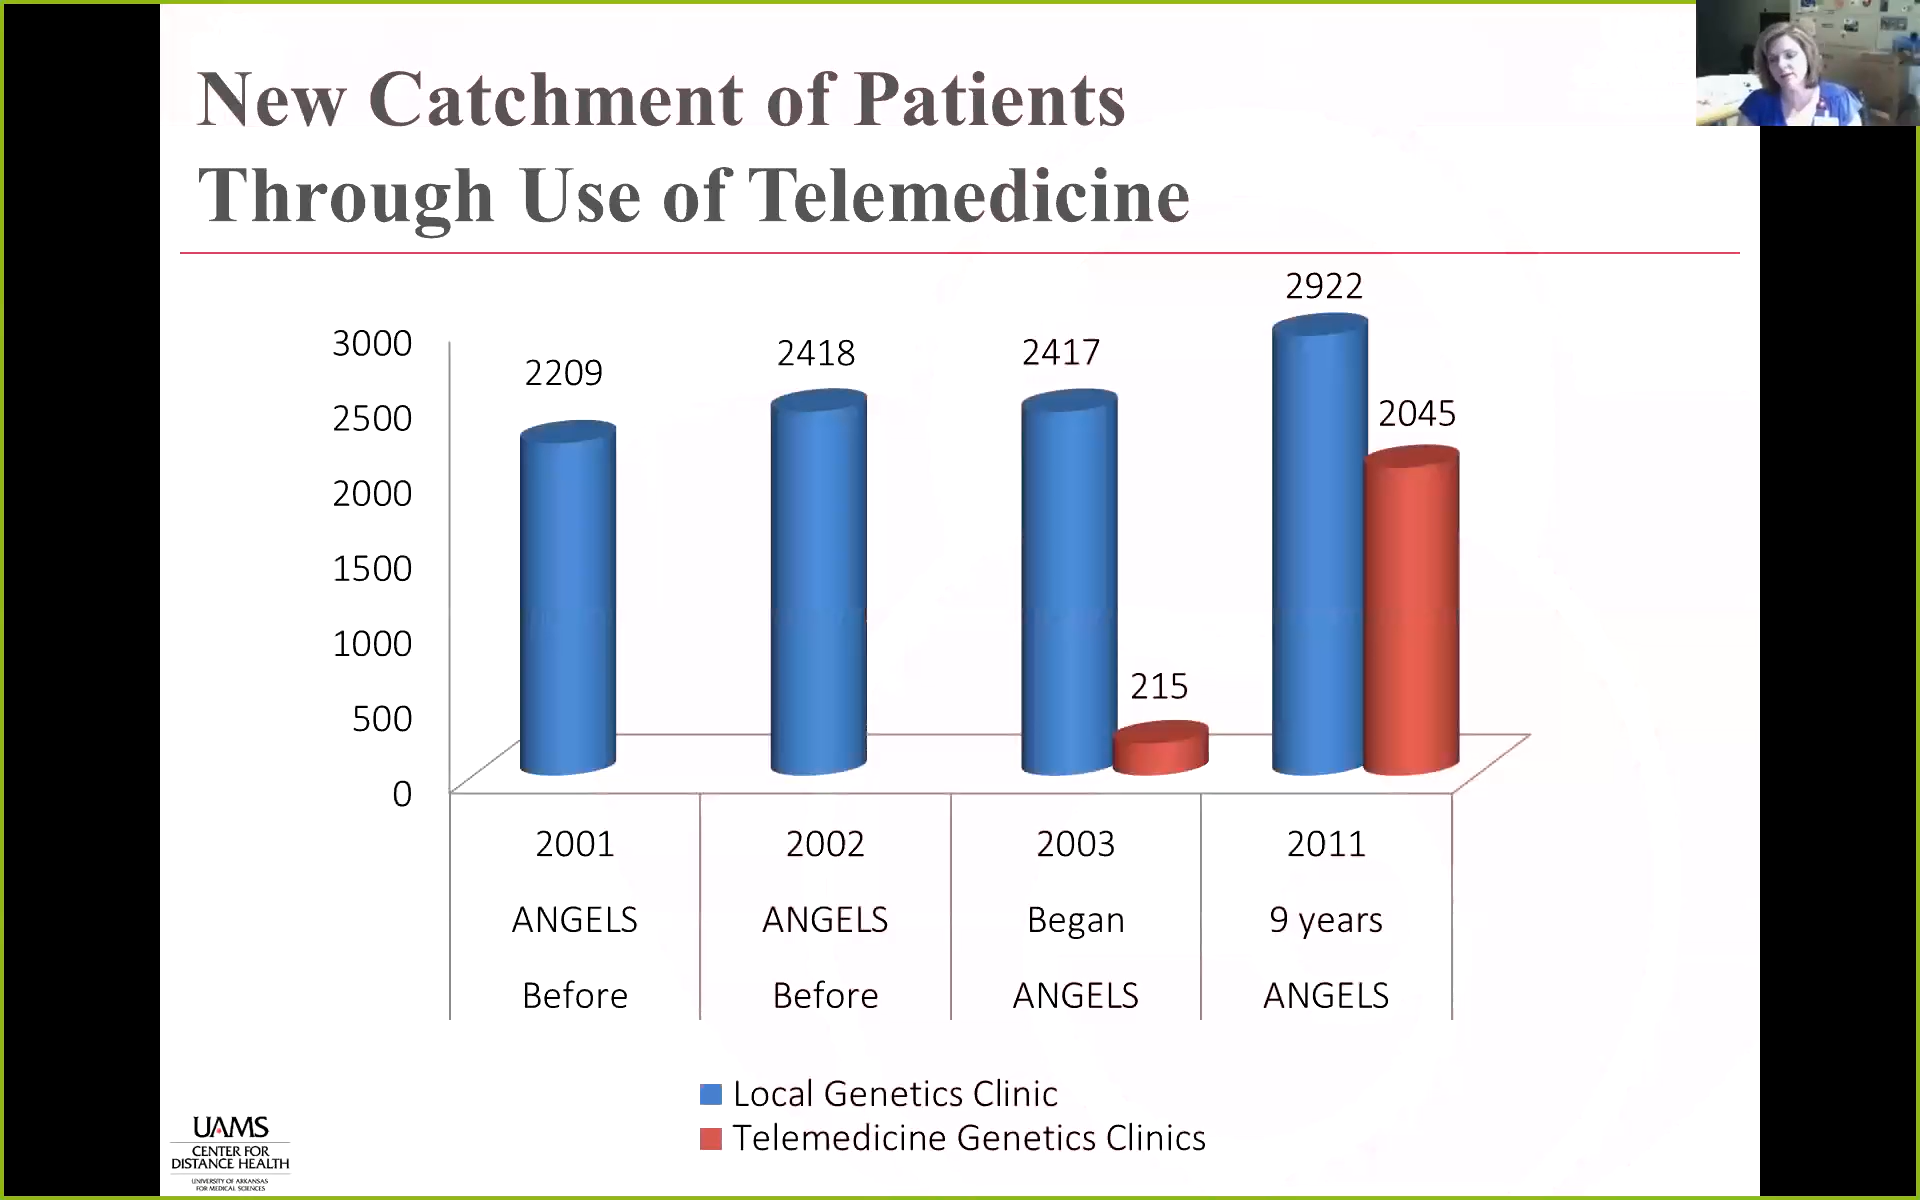 New Catchment of Patients
Through Use of Telemedicine
2922
3000
2209
2418
2417
2500
2045
2000
1500
1000
215
500
0
2001
2002
2003
2011
ANGELS
ANGELS
Began
9 years
Before
Before
ANGELS
ANGELS
Local Genetics Clinic
Telemedicine Genetics Clinics
UAMS
CENTER FOR
DISTANCE HEALTH
UNIVERSITY OF ARKANSAS
FOR MEDICAL SCIENCES